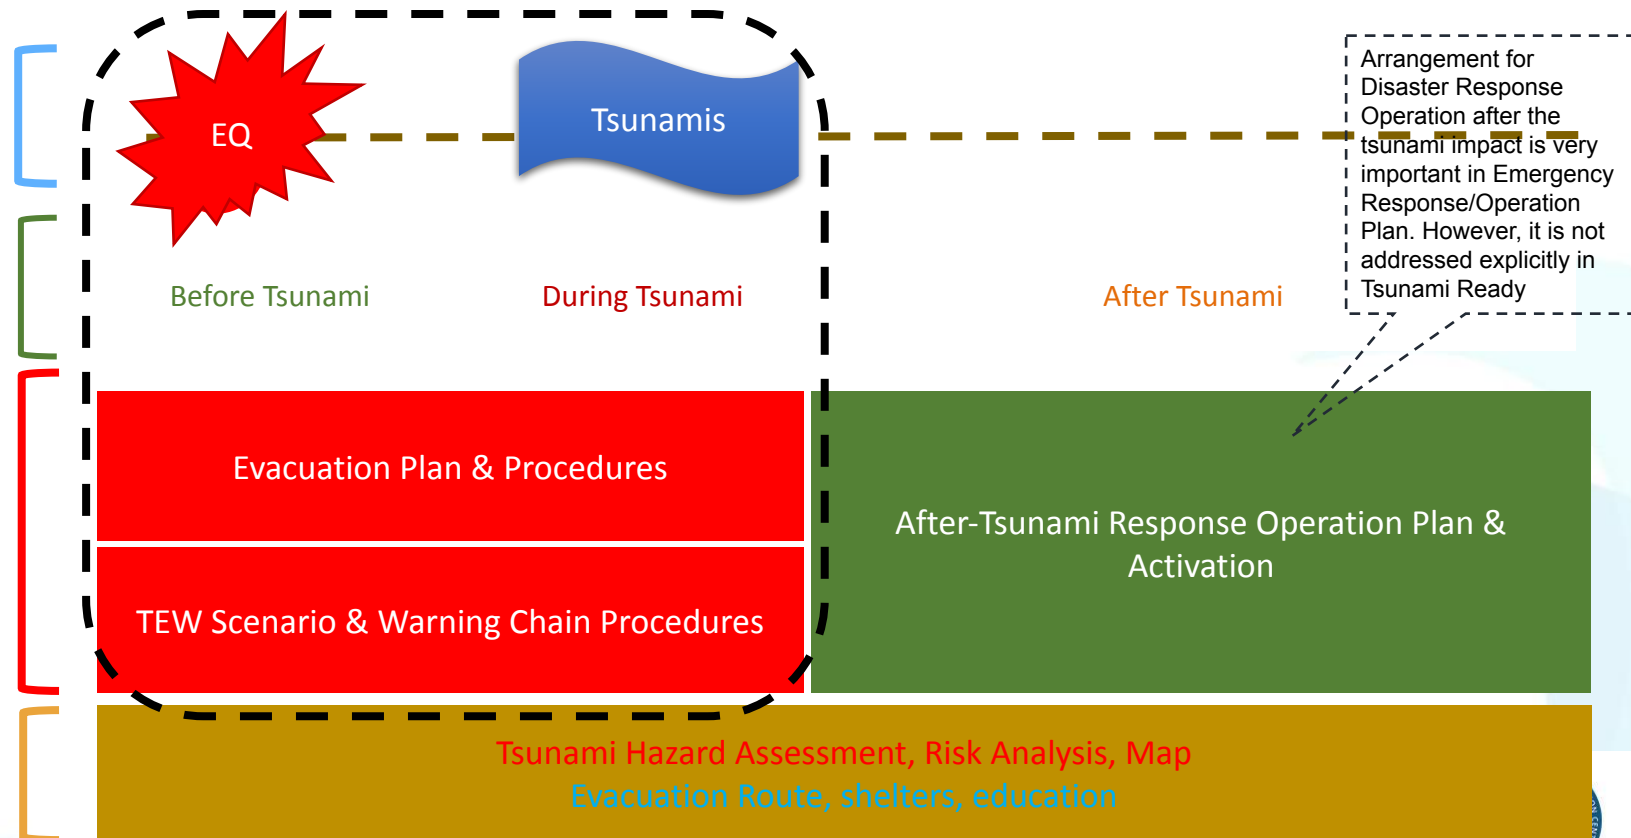 EQ
Tsunamis
Arrangement for
Disaster Response
Operation after the
tsunami impact is very
important in Emergency
Response/Operation
Plan. However, it is not
addressed explicitly in
Tsunami Ready
Before Tsunami
During Tsunami
After Tsunami
Evacuation Plan & Procedures
TEW Scenario & Warning Chain Procedures
After-Tsunami Response Operation Plan &
Activation
Tsunami Hazard Assessment, Risk Analysis, Map
Evacuation Route, shelters, education